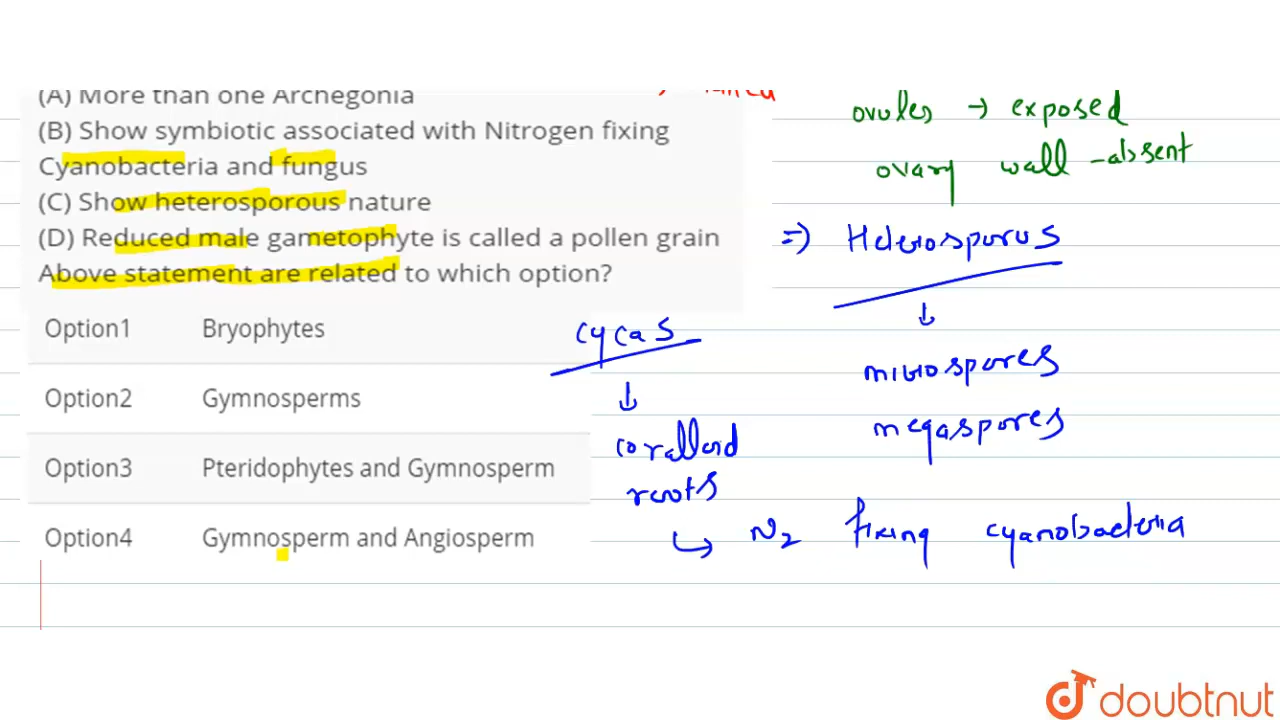 (A) More than one Archegonia
(B) Show symbiotic associated with Nitrogen fixing
Cyanobacteria and fungus
(C) Show heterosporous nature
(D) Reduced male gametophyte is called a pollen grain
Above statement are related to which option?
Option1 Bryophytes
Option2 Gymnosperms
Option3 Pteridophytes and Gymnosperm
Option4 Gymnosperm and Angiosperm
ovules → exposed
ovary wall - absent
⇒ Heterosporus
↓
microspores
megaspores
cycas
↓
coralloid
roots
↳ N2 fixing cyanobacteria
doubtnut